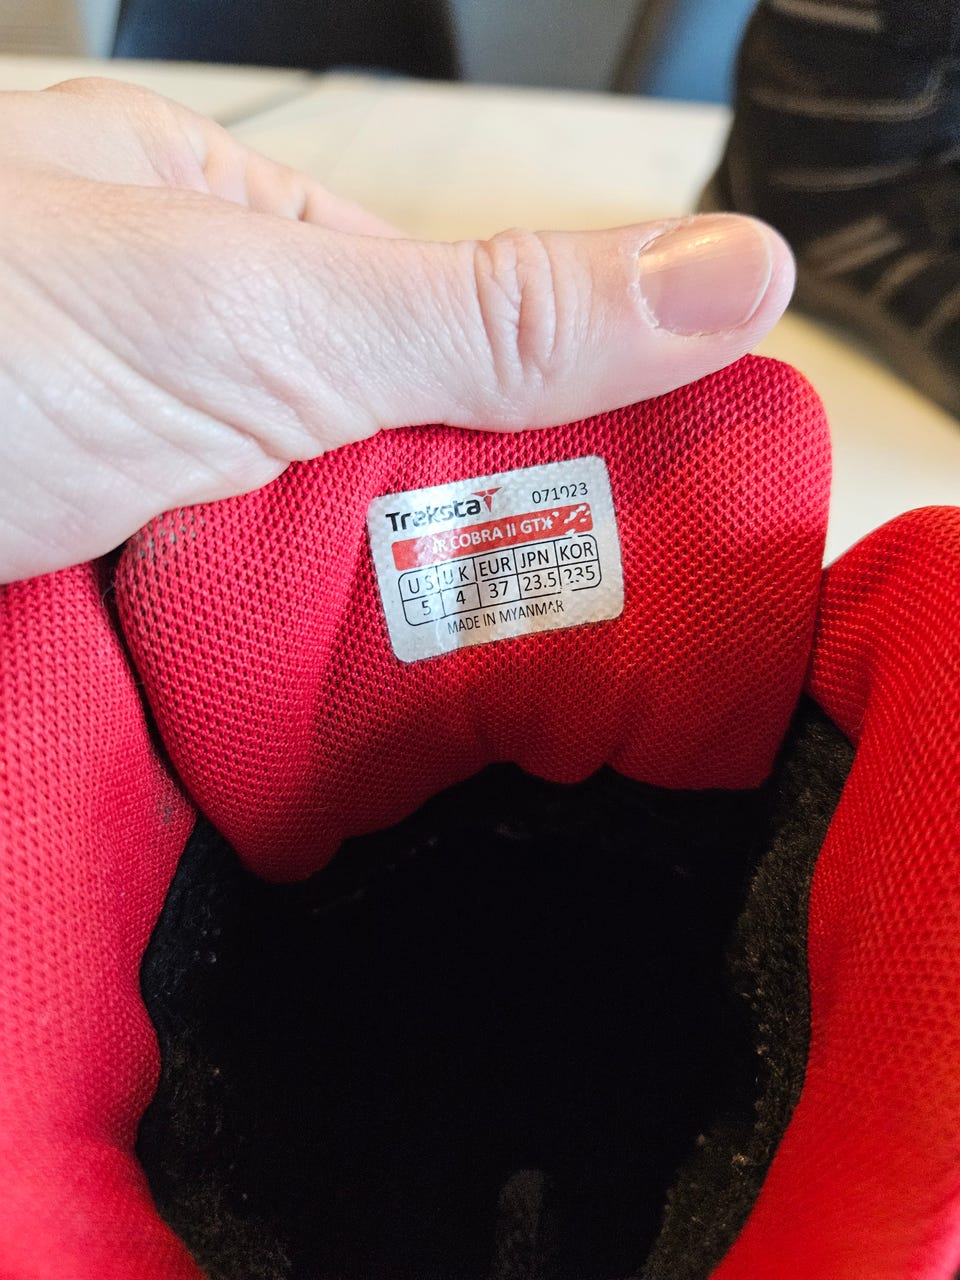 Treksta 071023
JR COBRA II GTX
US UK EUR JPN KOR
5 4 37 23.5 235
MADE IN MYANMAR